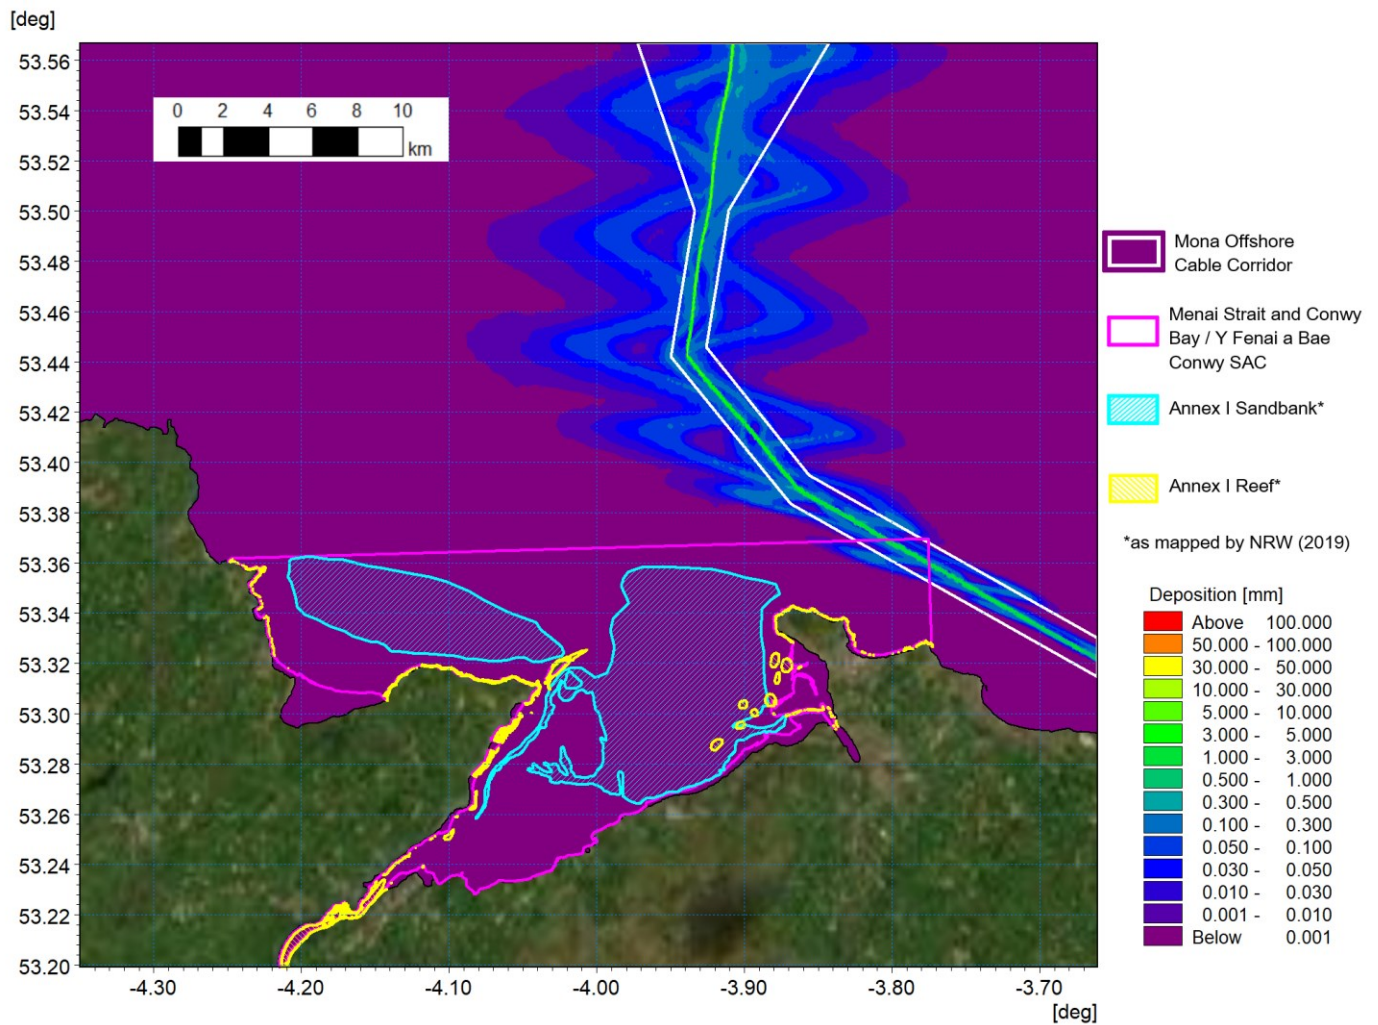 [deg]
53.56
53.54
53.52
53.50
53.48
53.46
53.44
53.42
53.40
53.38
53.36
53.34
53.32
53.30
53.28
53.26
53.24
53.22
53.20
0 2 4 6 8 10
km
-4.30 -4.20 -4.10 -4.00 -3.90 -3.80 -3.70
[deg]
Mona Offshore
Cable Corridor
Menai Strait and Conwy
Bay / Y Fenai a Bae
Conwy SAC
Annex I Sandbank*
Annex I Reef*
*as mapped by NRW (2019)
Deposition [mm]
Above 100.000
50.000 - 100.000
30.000 - 50.000
10.000 - 30.000
5.000 - 10.000
3.000 - 5.000
1.000 - 3.000
0.500 - 1.000
0.300 - 0.500
0.100 - 0.300
0.050 - 0.100
0.030 - 0.050
0.010 - 0.030
0.001 - 0.010
Below 0.001